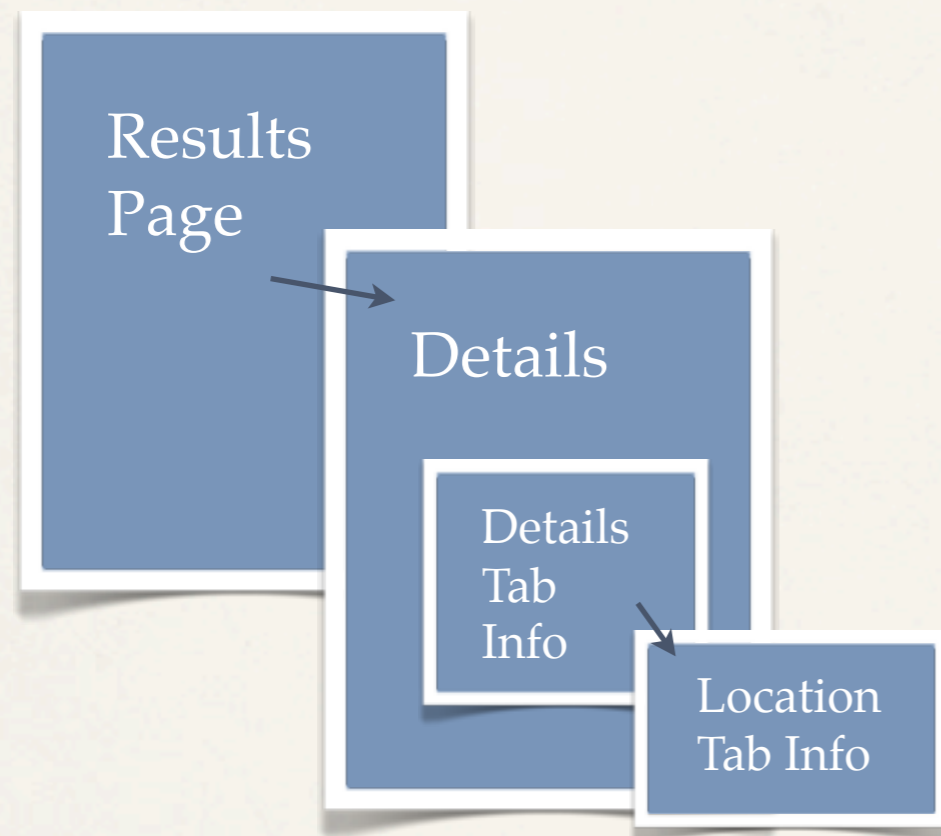 Results
Page
Details
Details
Tab
Info
Location
Tab Info